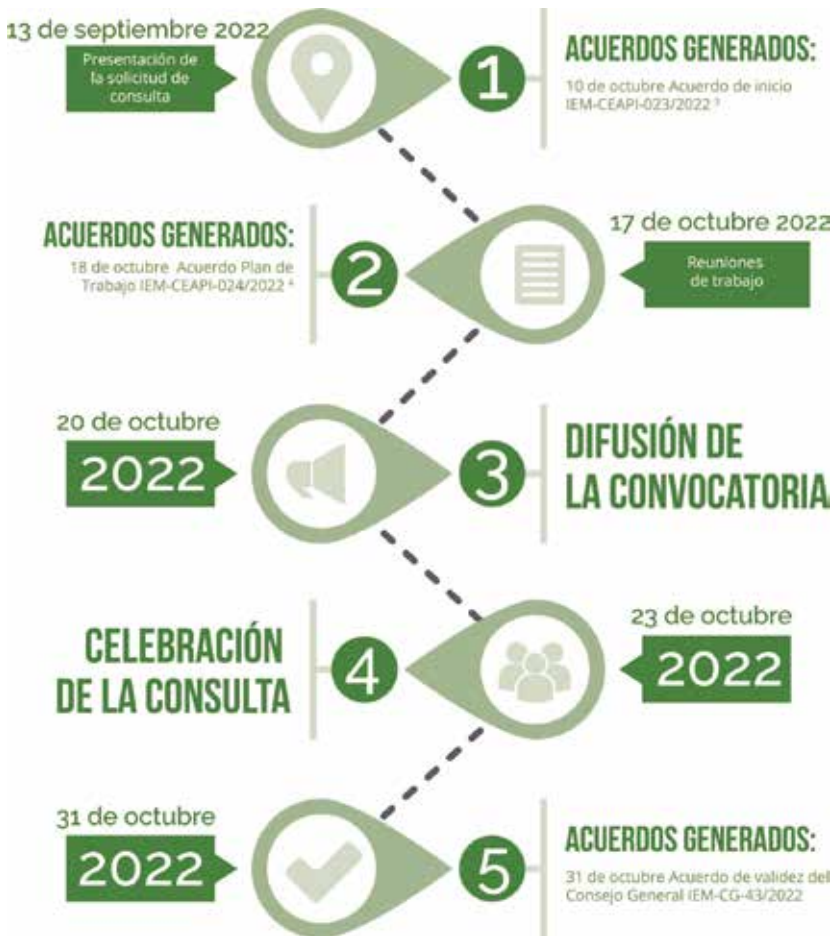 13 de septiembre 2022
Presentación de
la solicitud de
consulta
1
ACUERDOS GENERADOS:
10 de octubre Acuerdo de inicio
IEM-CEAPI-023/2022 ³
ACUERDOS GENERADOS:
18 de octubre Acuerdo Plan de
Trabajo IEM-CEAPI-024/2022 ⁴
2
17 de octubre 2022
Reuniones
de trabajo
20 de octubre
2022
3
DIFUSIÓN DE
LA CONVOCATORIA
CELEBRACIÓN
DE LA CONSULTA
4
23 de octubre
2022
31 de octubre
2022
5
ACUERDOS GENERADOS:
31 de octubre Acuerdo de validez del
Consejo General IEM-CG-43/2022